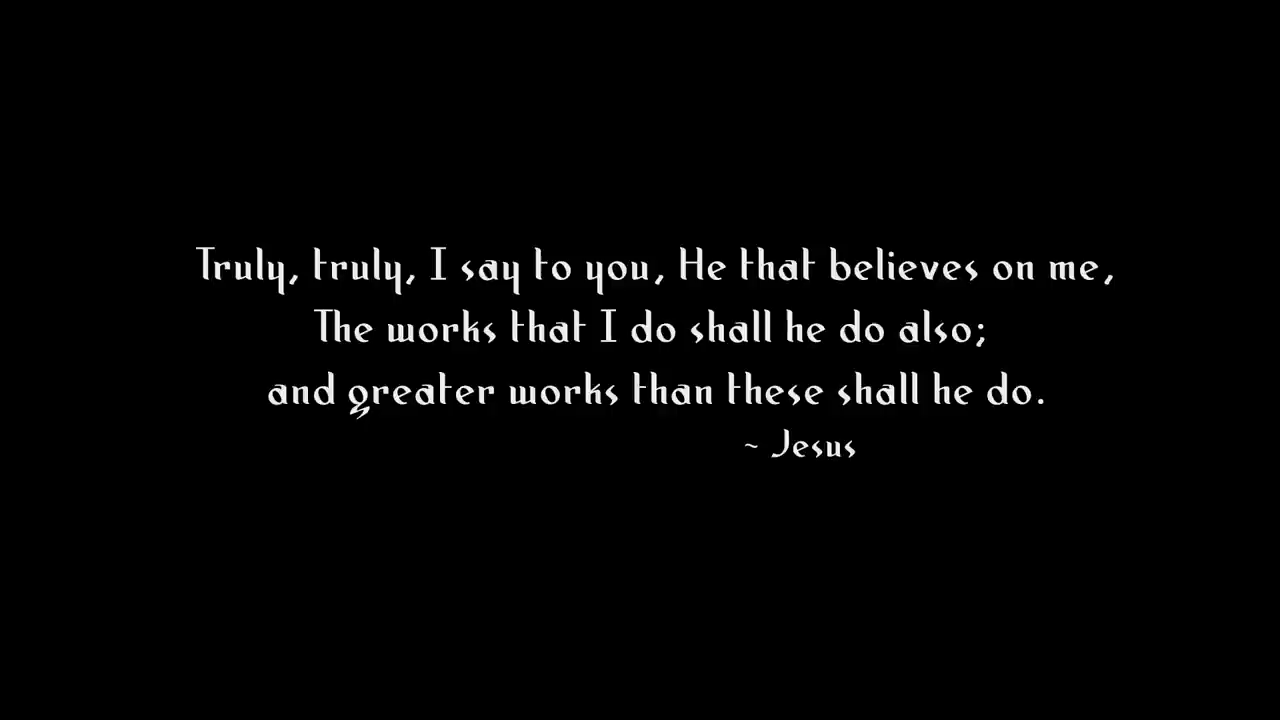 Truly, truly, I say to you, He that believes on me,
The works that I do shall he do also;
and greater works than these shall he do.
~ Jesus